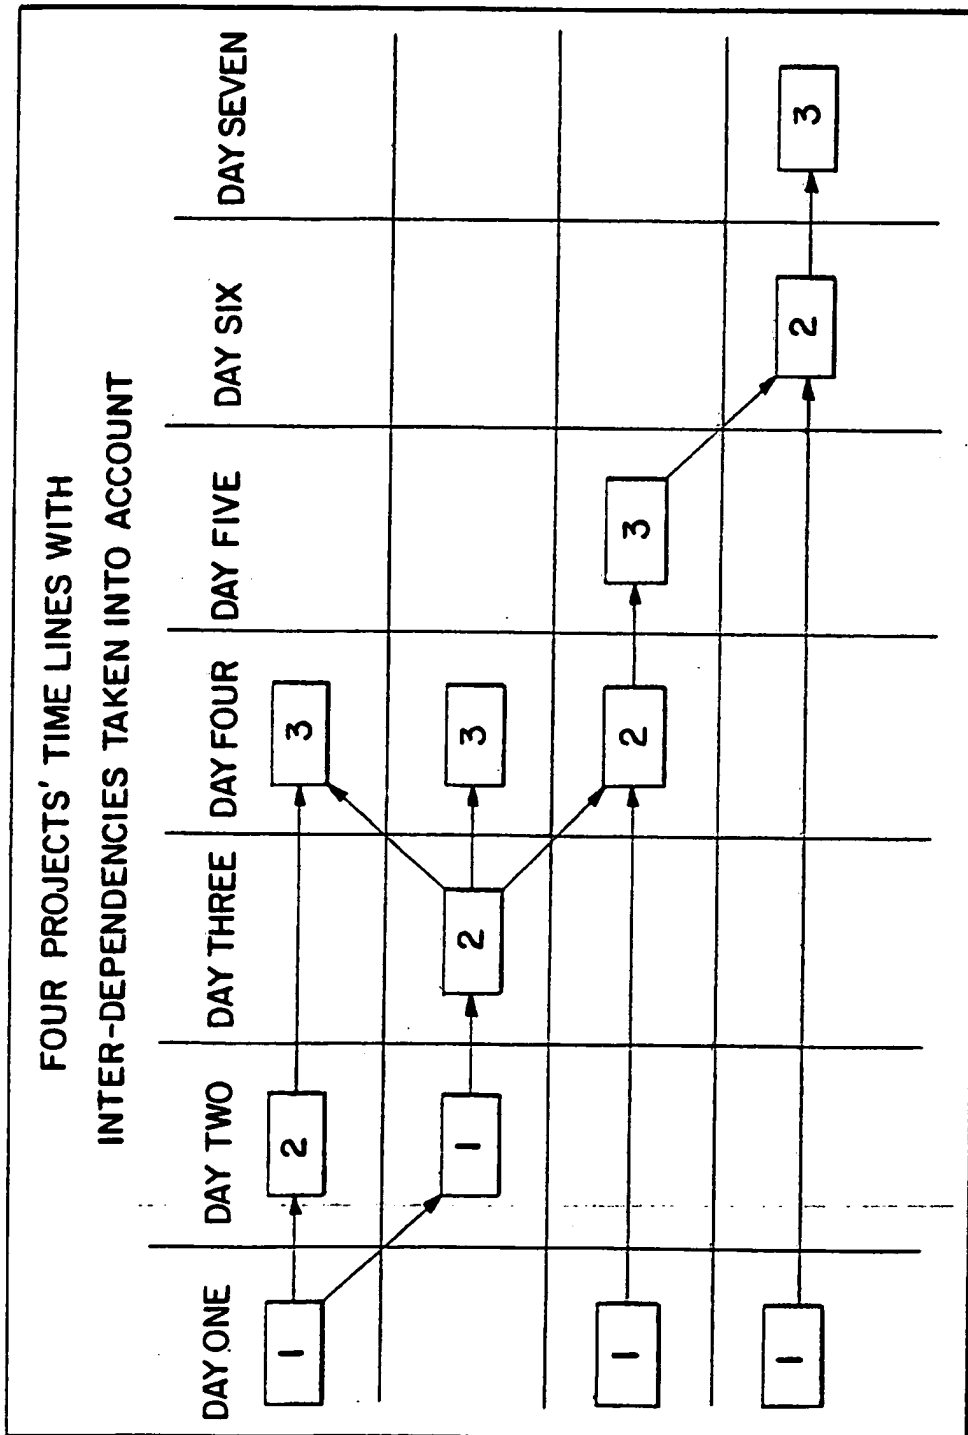 FOUR PROJECTS' TIME LINES WITH
INTER-DEPENDENCIES TAKEN INTO ACCOUNT
DAY ONE DAY TWO DAY THREE DAY FOUR DAY FIVE DAY SIX DAY SEVEN
1 2 3
1 2 3
1 2 3
1 2 3